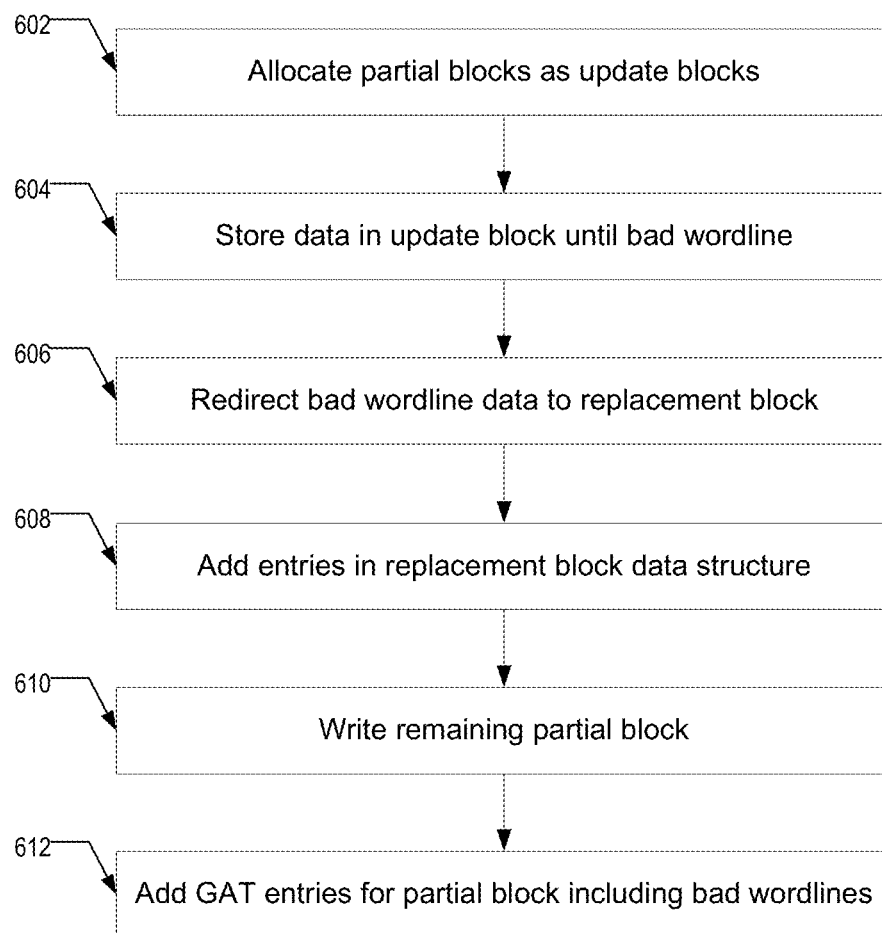 602
Allocate partial blocks as update blocks
604
Store data in update block until bad wordline
606
Redirect bad wordline data to replacement block
608
Add entries in replacement block data structure
610
Write remaining partial block
612
Add GAT entries for partial block including bad wordlines